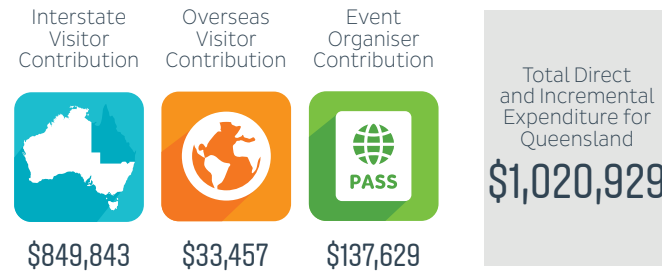 Interstate
Visitor
Contribution
Overseas
Visitor
Contribution
Event
Organiser
Contribution
PASS
$849,843
$33,457
$137,629
Total Direct
and Incremental
Expenditure for
Queensland
$1,020,929